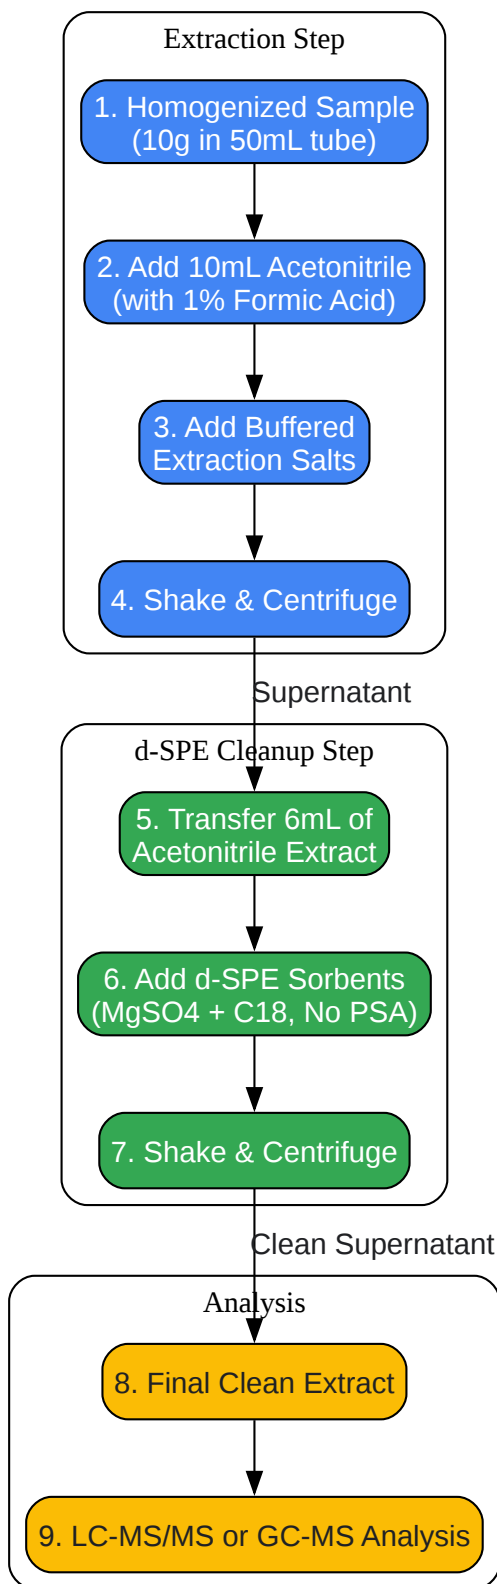 Extraction Step
1. Homogenized Sample
(10g in 50mL tube)
2. Add 10mL Acetonitrile
(with 1% Formic Acid)
3. Add Buffered
Extraction Salts
4. Shake & Centrifuge
Supernatant
d-SPE Cleanup Step
5. Transfer 6mL of
Acetonitrile Extract
6. Add d-SPE Sorbents
(MgSO4 + C18, No PSA)
7. Shake & Centrifuge
Clean Supernatant
Analysis
8. Final Clean Extract
9. LC-MS/MS or GC-MS Analysis